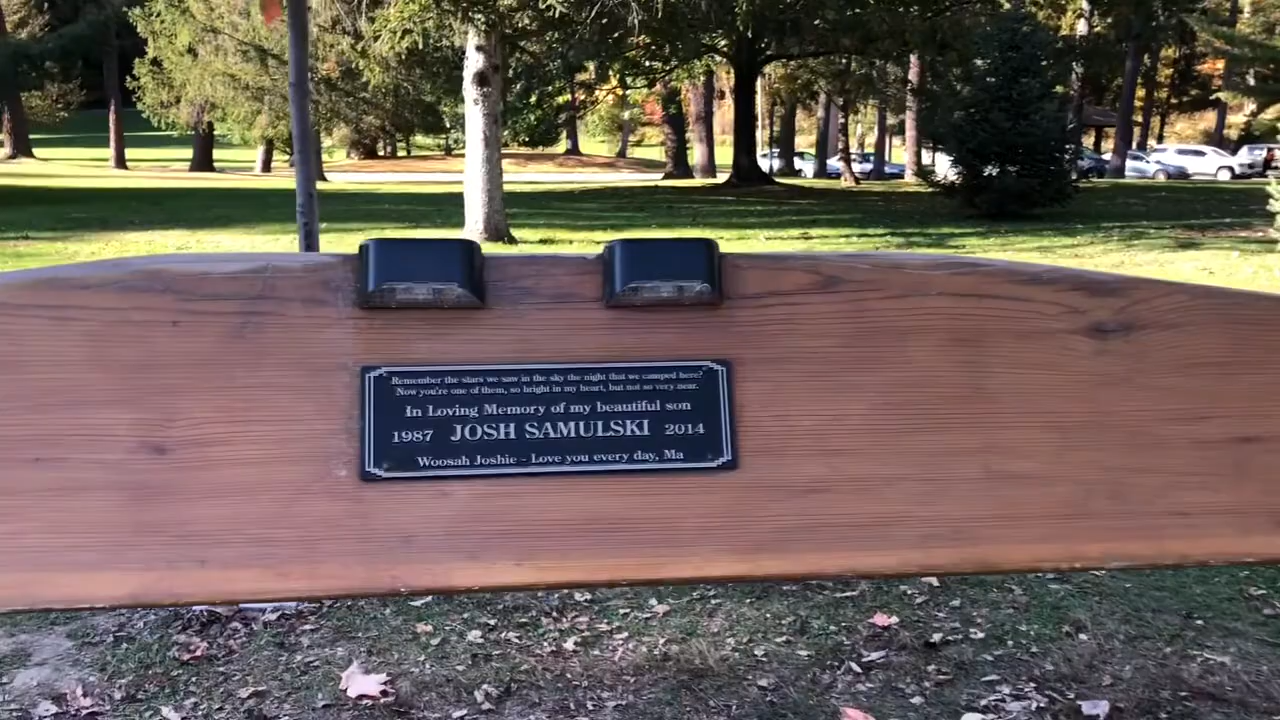 Remember the stars we saw in the sky the night that we camped here?
Now you're one of them, so bright in my heart, but not so very near.
In Loving Memory of my beautiful son
1987 JOSH SAMULSKI 2014
Woosah Joshie - Love you every day, Ma